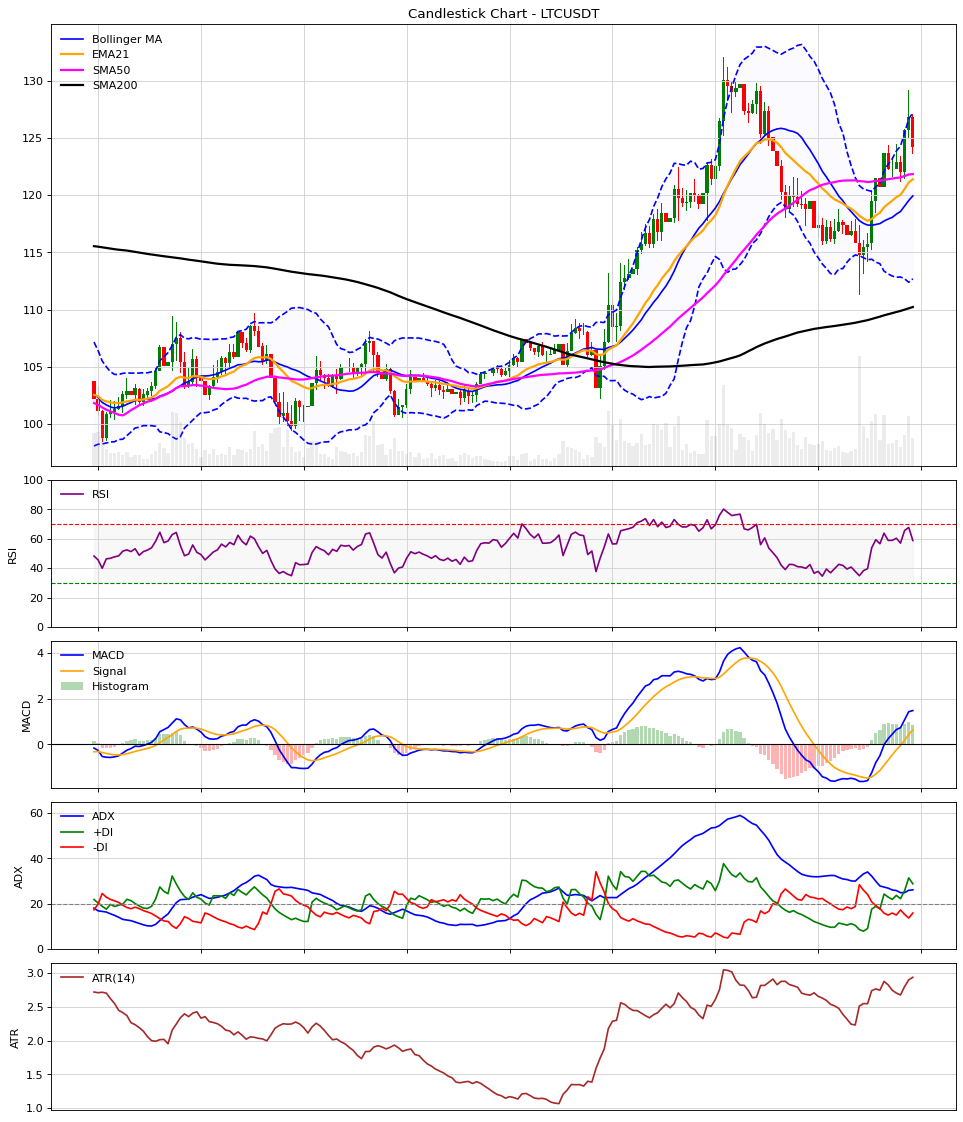 Candlestick Chart - LTCUSDT
Bollinger MA
EMA21
SMA50
SMA200
130
125
120
115
110
105
100
RSI
100
80
60
40
20
0
RSI
MACD
Signal
Histogram
4
2
0
MACD
ADX
+DI
-DI
60
40
20
0
ADX
ATR(14)
3.0
2.5
2.0
1.5
1.0
ATR